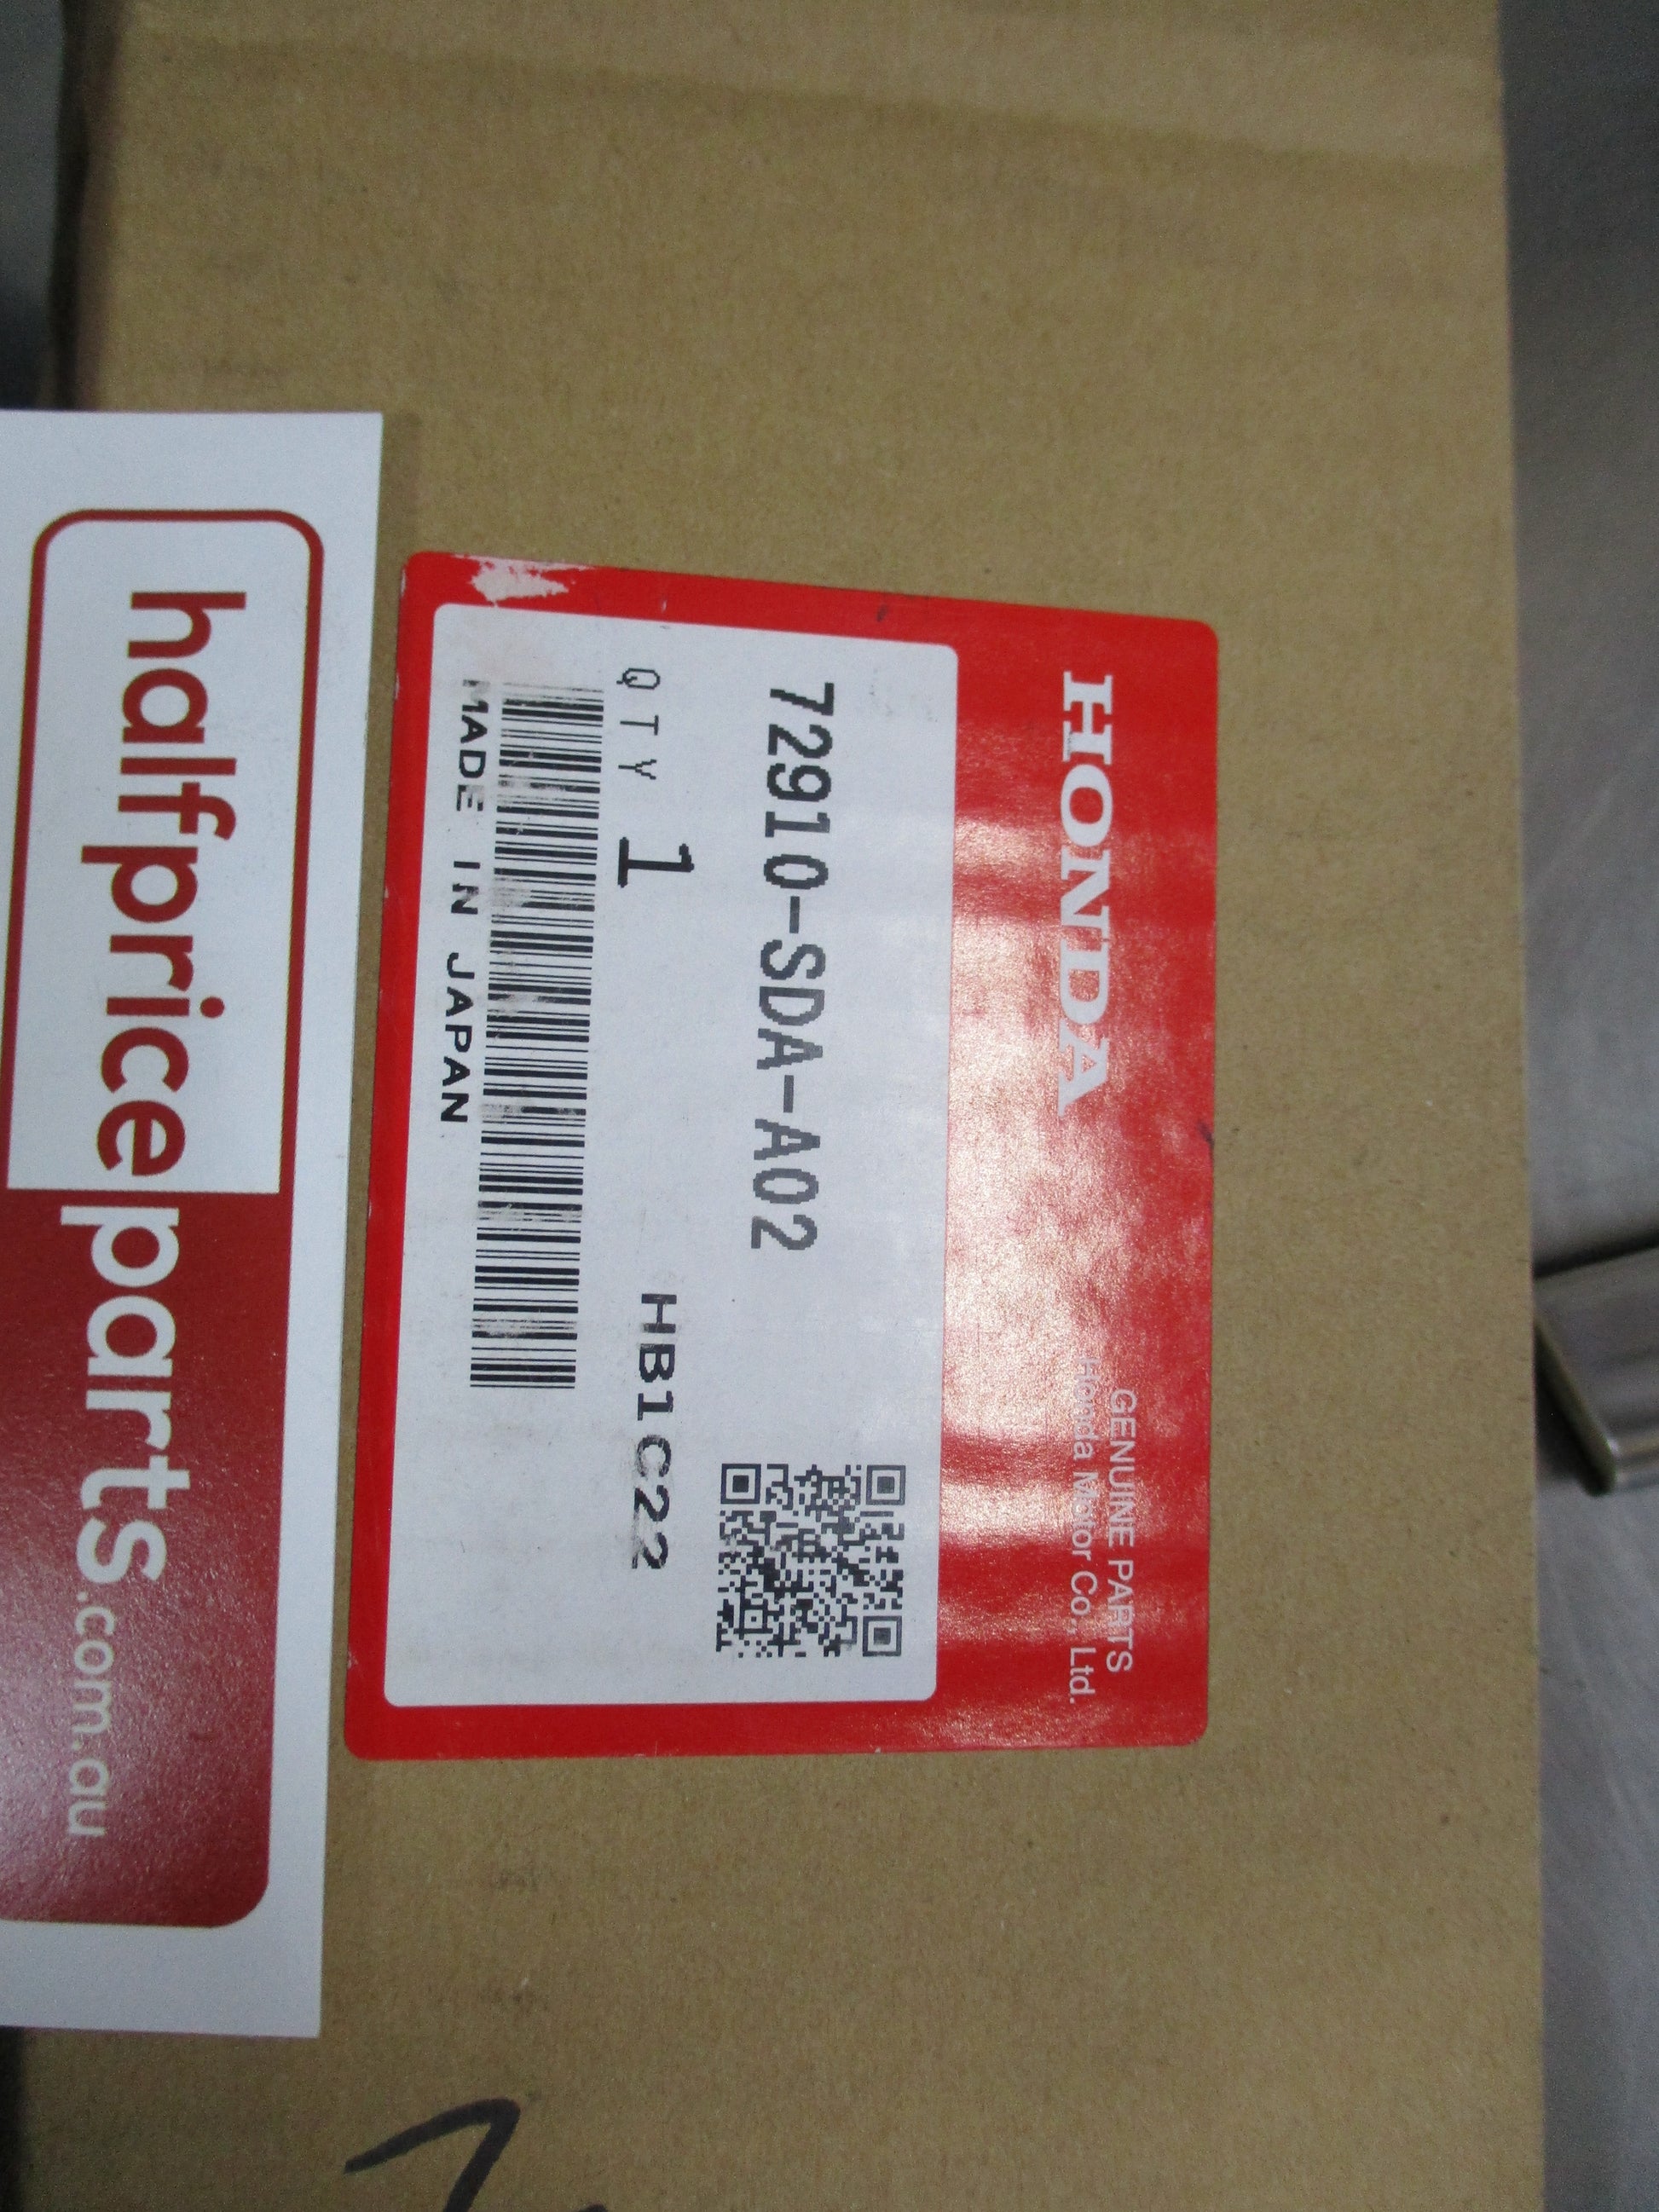 HONDA
GENUINE PARTS
Honda Motor Co., Ltd.
72910-SDA-A02
QTY 1
HB1C22
MADE IN JAPAN
halfpriceparts.com.au